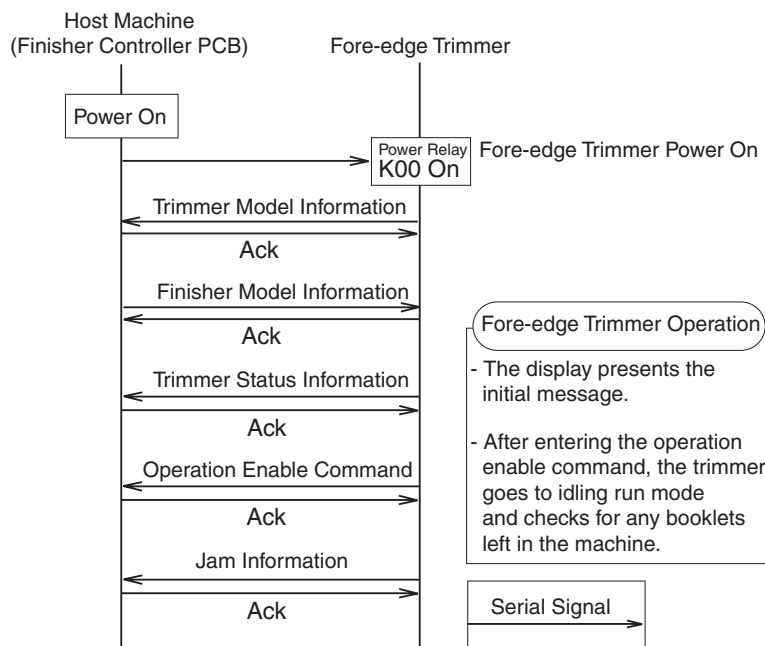 Host Machine
(Finisher Controller PCB)
Fore-edge Trimmer
Power On
Power Relay
K00 On
Fore-edge Trimmer Power On
Trimmer Model Information
Ack
Finisher Model Information
Ack
Trimmer Status Information
Ack
Operation Enable Command
Ack
Jam Information
Ack
Fore-edge Trimmer Operation
- The display presents the
initial message.
- After entering the operation
enable command, the trimmer
goes to idling run mode
and checks for any booklets
left in the machine.
Serial Signal